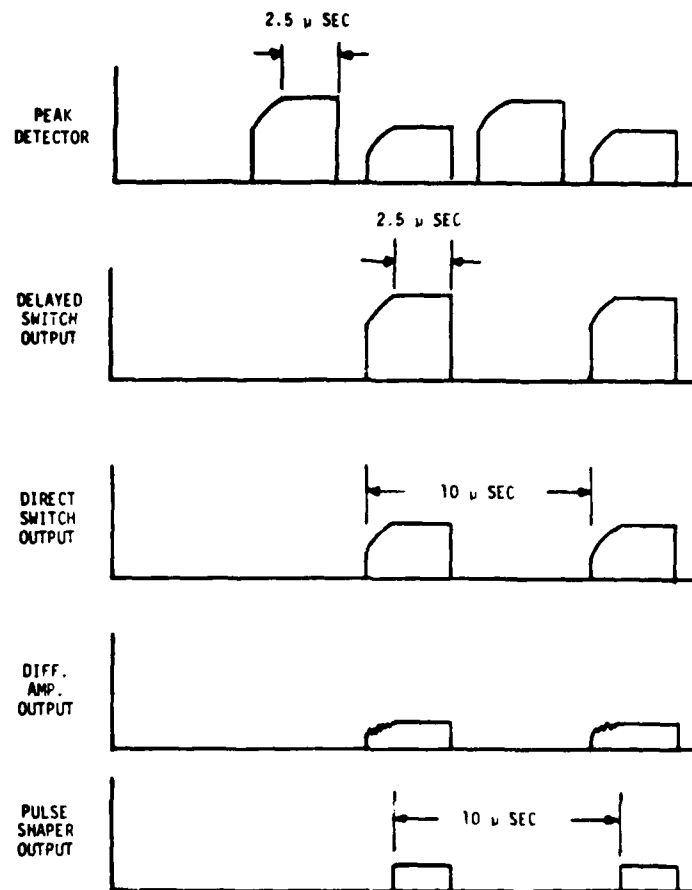 2.5 μ SEC
PEAK
DETECTOR
2.5 μ SEC
DELAYED
SWITCH
OUTPUT
DIRECT
SWITCH
OUTPUT
10 μ SEC
DIFF.
AMP.
OUTPUT
PULSE
SHAPER
OUTPUT
10 μ SEC